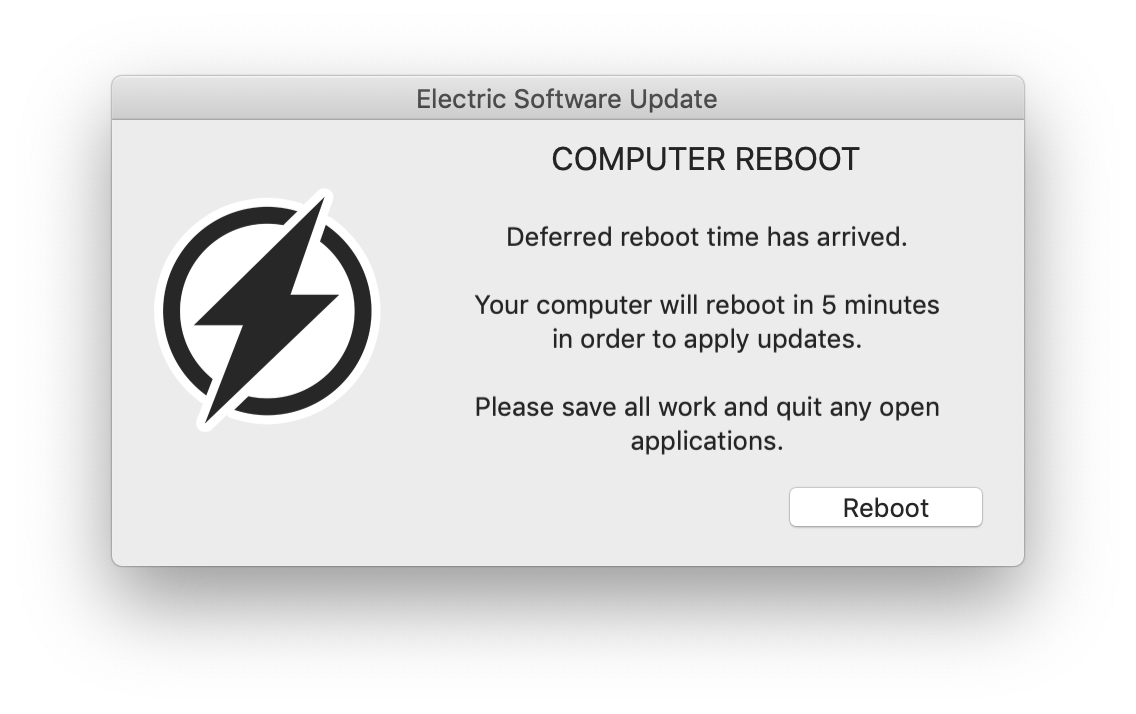 Electric Software Update
COMPUTER REBOOT
Deferred reboot time has arrived.
Your computer will reboot in 5 minutes
in order to apply updates.
Please save all work and quit any open
applications.
Reboot